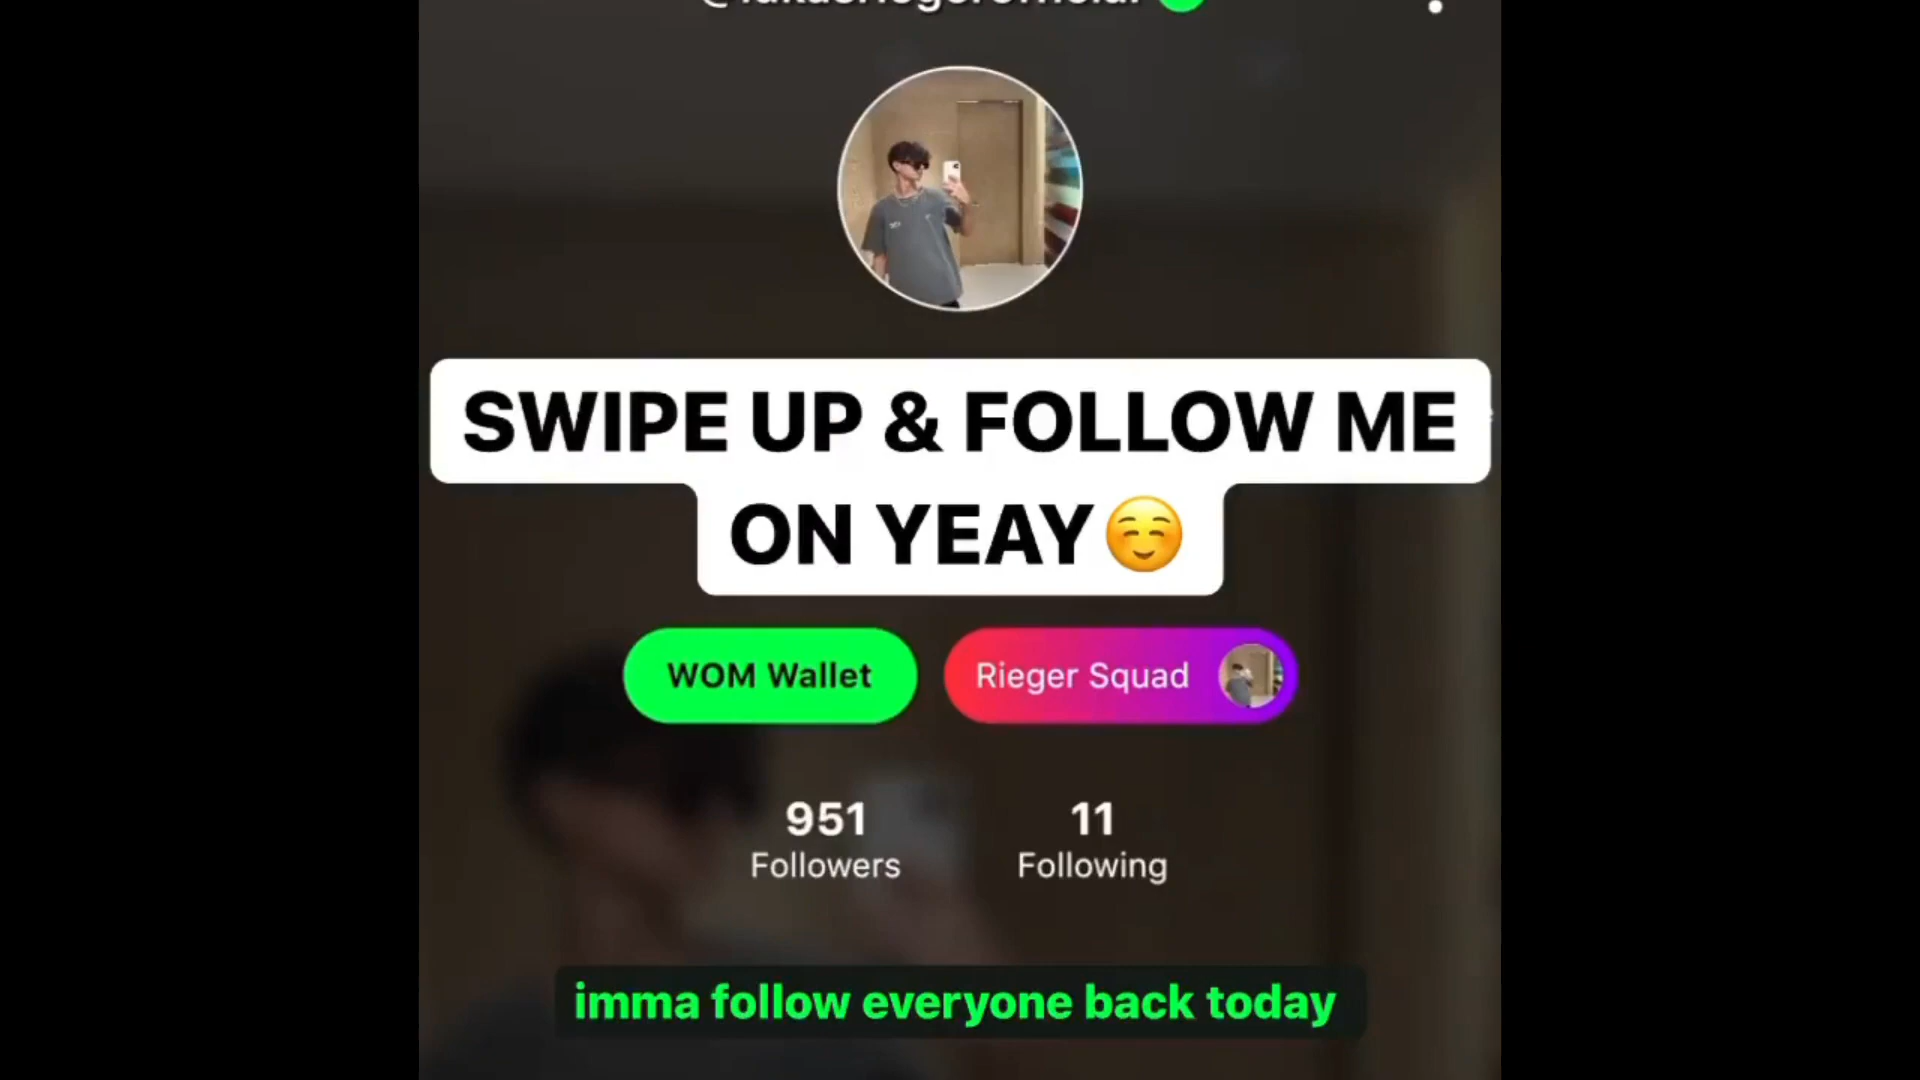 SWIPE UP & FOLLOW ME
ON YEAY☺️
WOM Wallet
Rieger Squad
951
Followers
11
Following
imma follow everyone back today